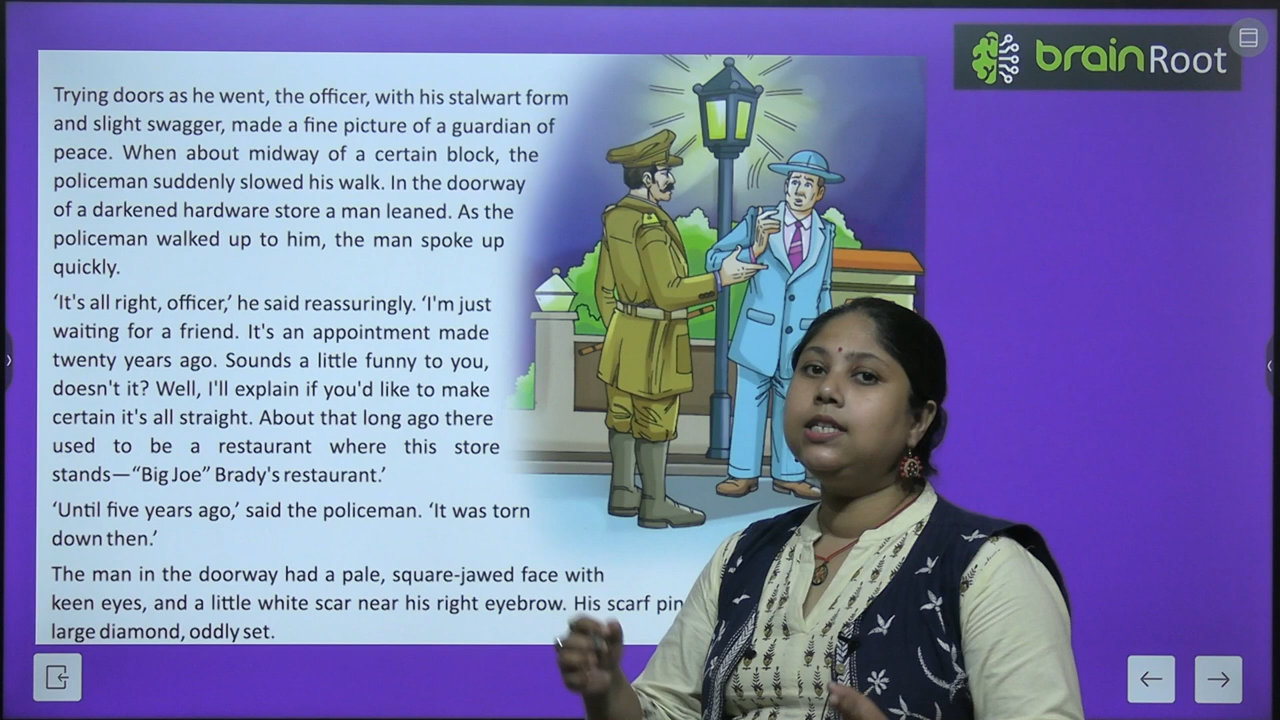 brainRoot
Trying doors as he went, the officer, with his stalwart form
and slight swagger, made a fine picture of a guardian of
peace. When about midway of a certain block, the
policeman suddenly slowed his walk. In the doorway
of a darkened hardware store a man leaned. As the
policeman walked up to him, the man spoke up
quickly.
‘It's all right, officer,’ he said reassuringly. ‘I'm just
waiting for a friend. It's an appointment made
twenty years ago. Sounds a little funny to you,
doesn't it? Well, I'll explain if you'd like to make
certain it's all straight. About that long ago there
used to be a restaurant where this store
stands—“Big Joe” Brady's restaurant.’
‘Until five years ago,’ said the policeman. ‘It was torn
down then.’
The man in the doorway had a pale, square-jawed face with
keen eyes, and a little white scar near his right eyebrow. His scarf pin
large diamond, oddly set.